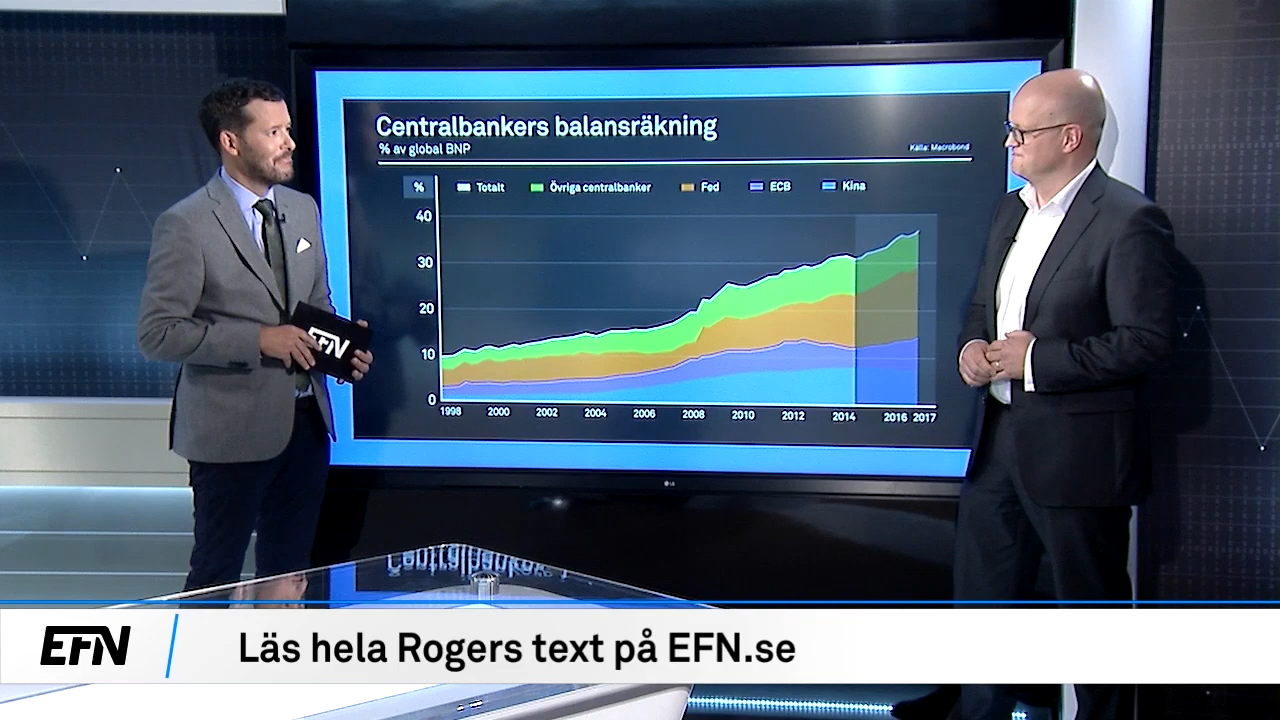 Centralbankers balansräkning
% av global BNP
Källa: Macrobond
% Totalt Övriga centralbanker Fed ECB Kina
40
30
20
10
0
1998 2000 2002 2004 2006 2008 2010 2012 2014 2016 2017
EFN
LG
Centralbankers
EFN
Läs hela Rogers text på EFN.se